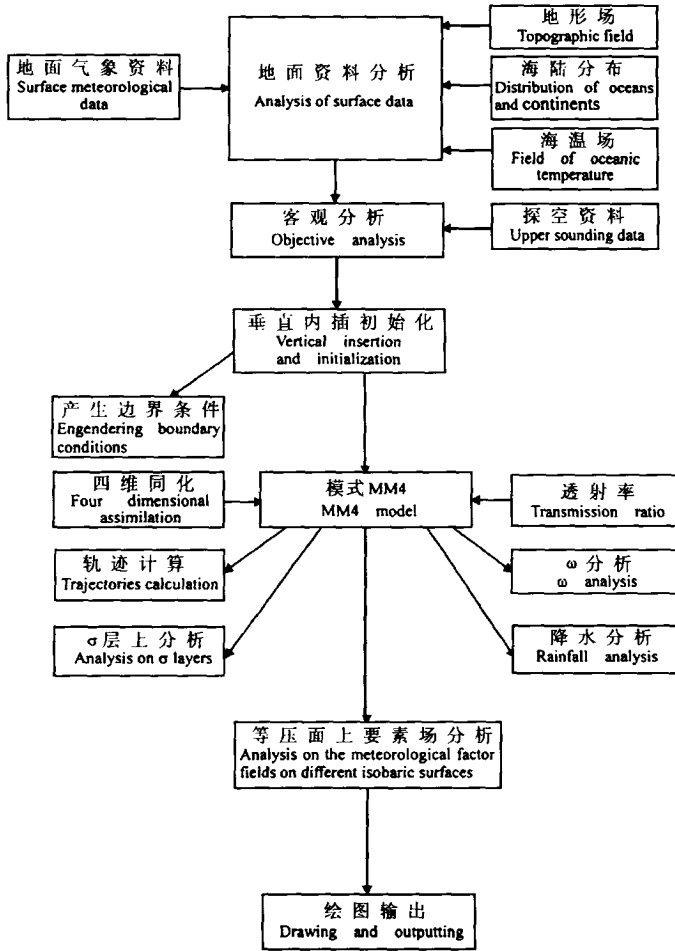 地形场
Topographic field
地面气象资料
Surface meteorological
data
地面资料分析
Analysis of surface data
海陆分布
Distribution of oceans
and continents
海温场
Field of oceanic
temperature
客观分析
Objective analysis
探空资料
Upper sounding data
垂直内插初始化
Vertical insertion
and initialization
产生边界条件
Engendering boundary
conditions
四维同化
Four dimensional
assimilation
模式MM4
MM4 model
透射率
Transmission ratio
轨迹计算
Trajectories calculation
ω分析
ω analysis
σ层上分析
Analysis on σ layers
降水分析
Rainfall analysis
等压面上要素场分析
Analysis on the meteorological factor
fields on different isobaric surfaces
绘图输出
Drawing and outputting